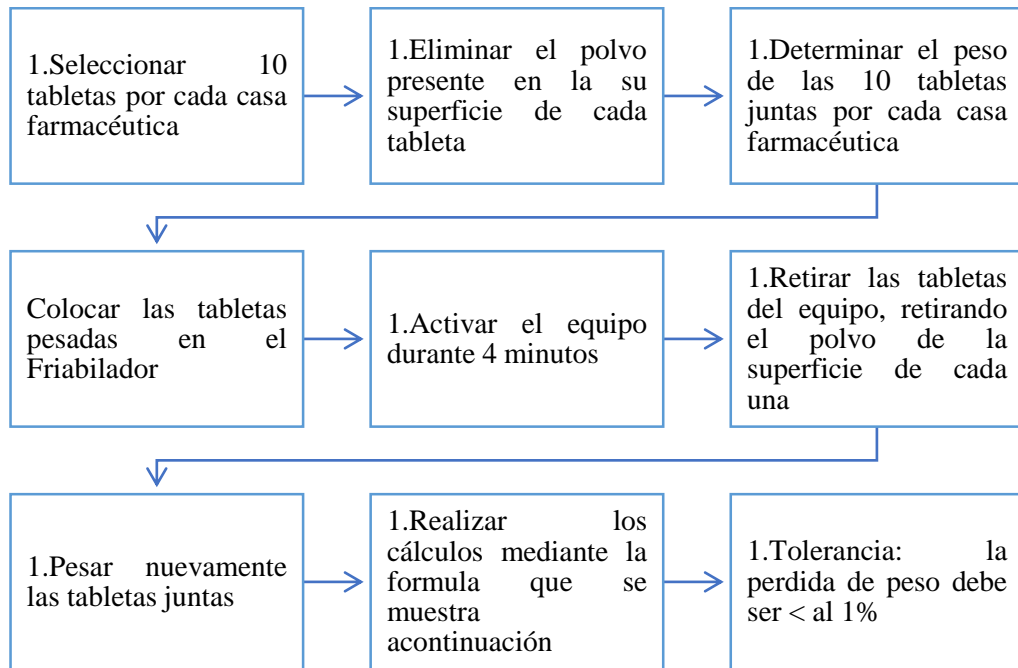 1.Seleccionar 10
tabletas por cada casa
farmacéutica
1.Eliminar el polvo
presente en la su
superficie de cada
tableta
1.Determinar el peso
de las 10 tabletas
juntas por cada casa
farmacéutica
Colocar las tabletas
pesadas en el
Friabilador
1.Activar el equipo
durante 4 minutos
1.Retirar las tabletas
del equipo, retirando
el polvo de la
superficie de cada
una
1.Pesar nuevamente
las tabletas juntas
1.Realizar los
cálculos mediante la
formula que se
muestra
acontinuación
1.Tolerancia: la
perdida de peso debe
ser < al 1%